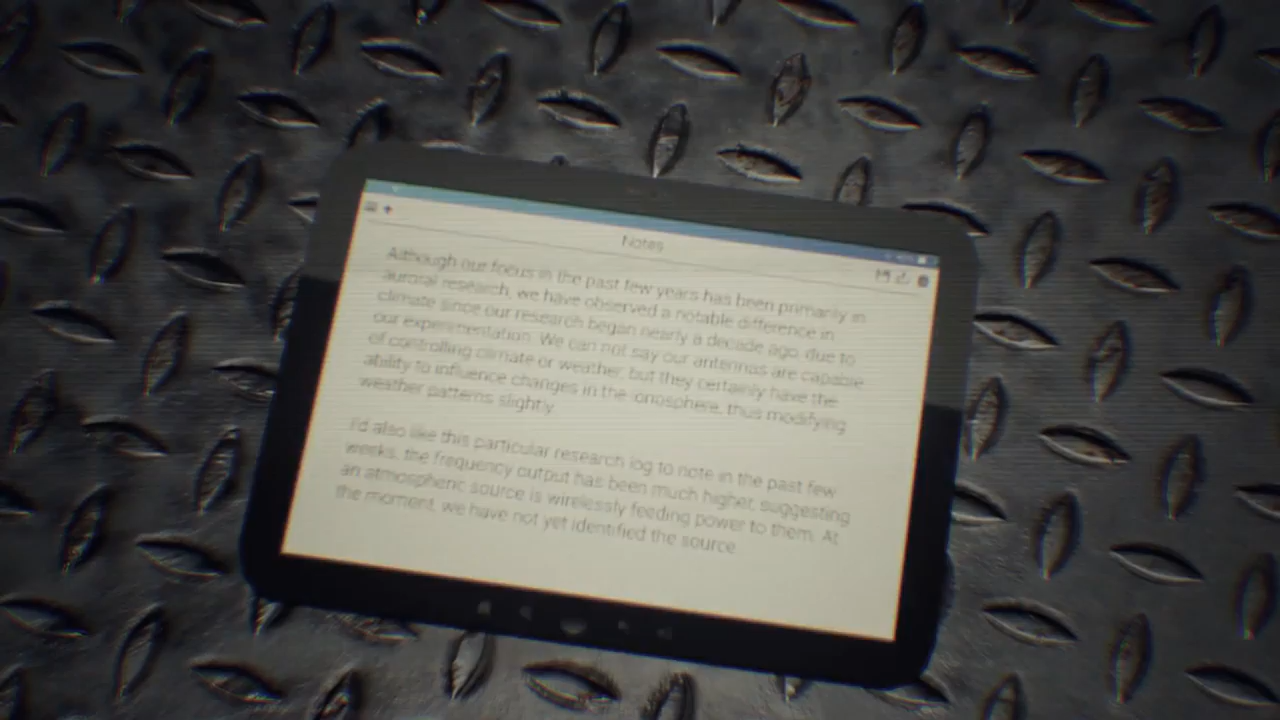 Notes
Although our focus in the past few years has been primarily in
auroral research, we have observed a notable difference in
climate since our research began nearly a decade ago, due to
our experimentation. We can not say our antennas are capable
of controlling climate or weather, but they certainly have the
ability to influence changes in the ionosphere, thus modifying
weather patterns slightly.
I'd also like this particular research log to note in the past few
weeks, the frequency output has been much higher, suggesting
an atmospheric source is wirelessly feeding power to them. At
the moment, we have not yet identified the source.